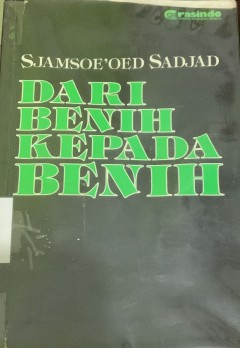 Grasindo
SJAMSOE'OED SADJAD
DARI
BENIH
KEPADA
BENIH